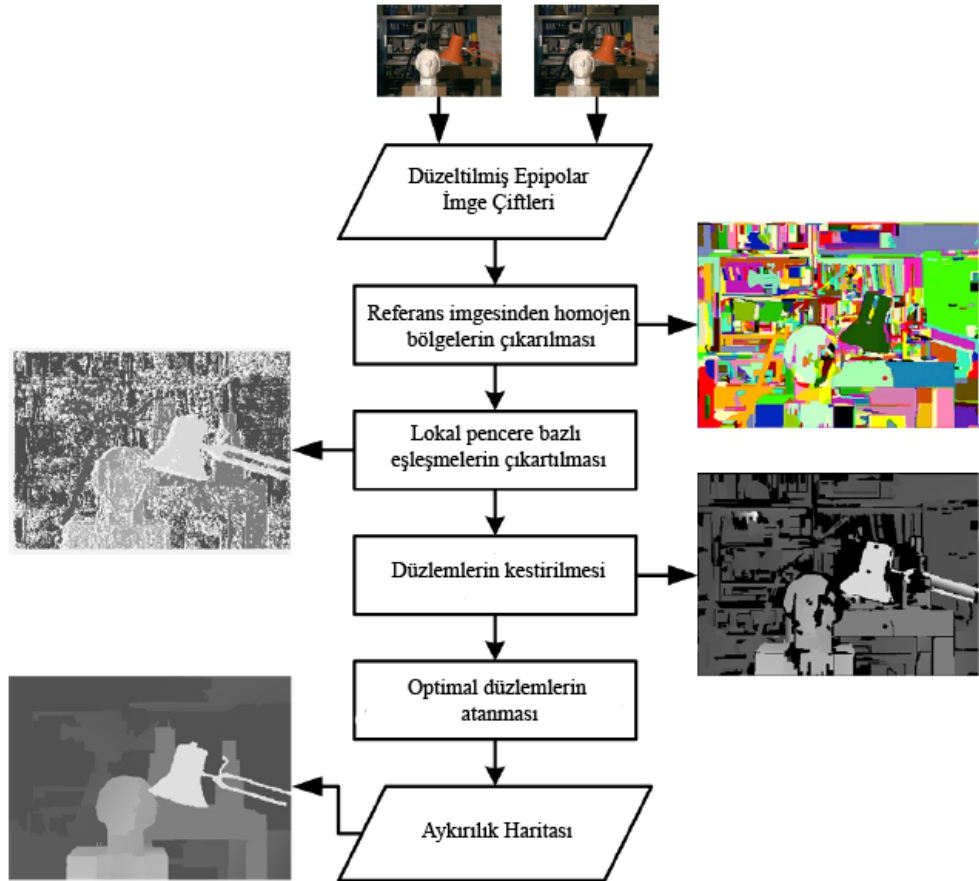 Düzeltilmiş Epipolar
İmge Çiftleri
Referans imgesinden homojen
bölgelerin çıkarılması
Lokal pencere bazlı
eşleşmelerin çıkartılması
Düzlemlerin kestirilmesi
Optimal düzlemlerin
atanması
Aykırılık Haritası